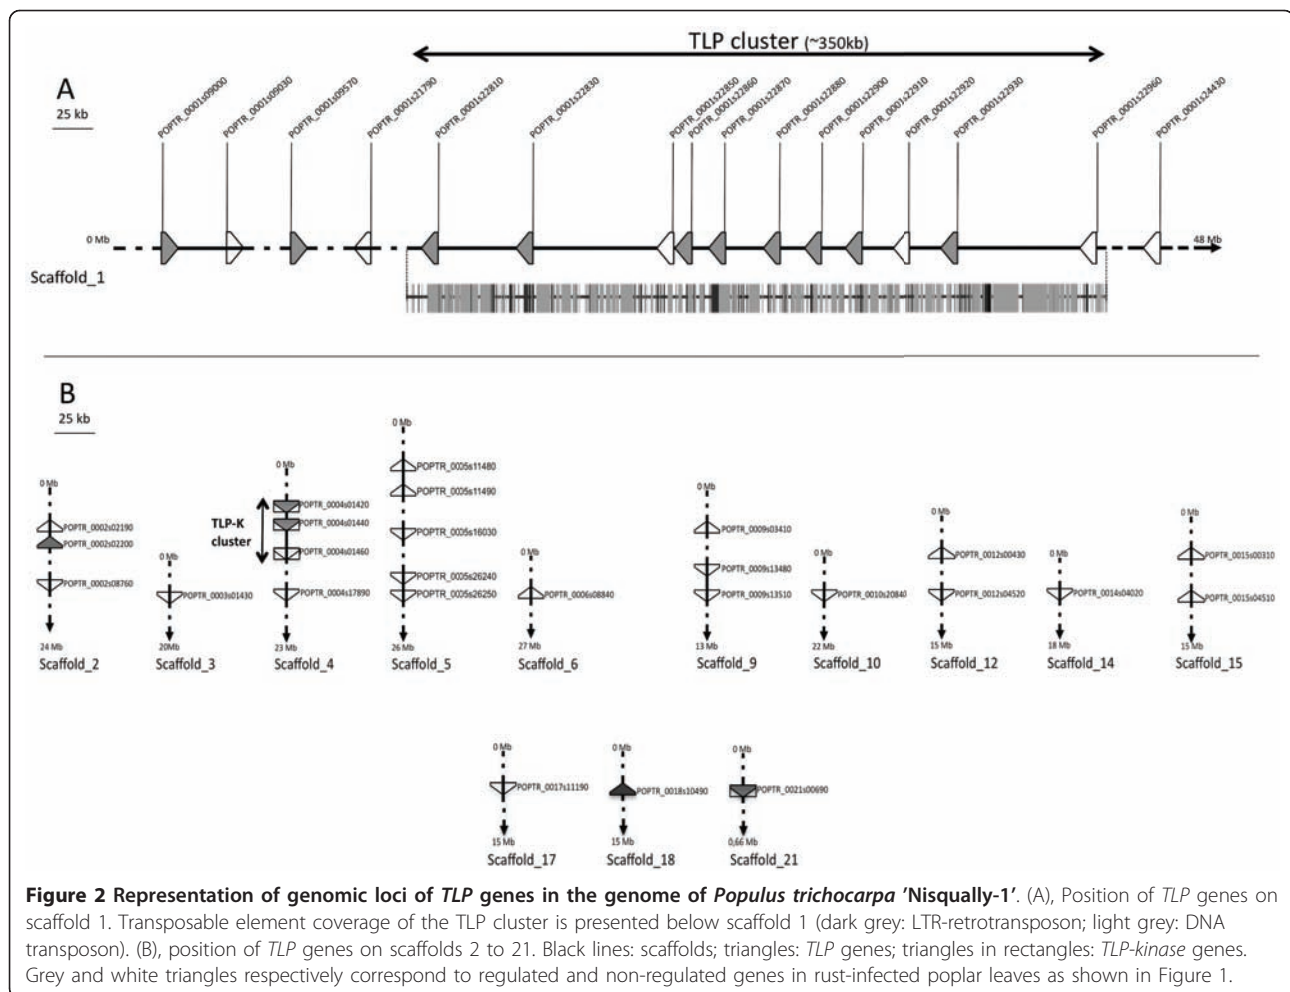 TLP cluster (~350kb)
A
25 kb
POPTR_0001s09000
POPTR_0001s09030
POPTR_0001s09570
POPTR_0001s21790
POPTR_0001s22810
POPTR_0001s22830
POPTR_0001s22850
POPTR_0001s22860
POPTR_0001s22870
POPTR_0001s22880
POPTR_0001s22900
POPTR_0001s22910
POPTR_0001s22920
POPTR_0001s22930
POPTR_0001s22960
POPTR_0001s24430
0 Mb
48 Mb
Scaffold_1
B
25 kb
0 Mb
POPTR_0002s02190
POPTR_0002s02200
POPTR_0002s08760
24 Mb
Scaffold_2
0 Mb
POPTR_0003s01430
20Mb
Scaffold_3
0 Mb
TLP-K
cluster
POPTR_0004s01420
POPTR_0004s01440
POPTR_0004s01460
POPTR_0004s17890
23 Mb
Scaffold_4
0 Mb
POPTR_0005s11480
POPTR_0005s11490
POPTR_0005s16030
POPTR_0005s26240
POPTR_0005s26250
26 Mb
Scaffold_5
0 Mb
POPTR_0006s08840
27 Mb
Scaffold_6
0 Mb
POPTR_0009s03410
POPTR_0009s13480
POPTR_0009s13510
13 Mb
Scaffold_9
0 Mb
POPTR_0010s20840
22 Mb
Scaffold_10
0 Mb
POPTR_0012s00430
POPTR_0012s04520
15 Mb
Scaffold_12
0 Mb
POPTR_0014s04020
18 Mb
Scaffold_14
0 Mb
POPTR_0015s00310
POPTR_0015s04510
15 Mb
Scaffold_15
0 Mb
POPTR_0017s11190
15 Mb
Scaffold_17
0 Mb
POPTR_0018s10490
15 Mb
Scaffold_18
0 Mb
POPTR_0021s00690
0,66 Mb
Scaffold_21
Figure 2 Representation of genomic loci of TLP genes in the genome of Populus trichocarpa 'Nisqually-1'. (A), Position of TLP genes on
scaffold 1. Transposable element coverage of the TLP cluster is presented below scaffold 1 (dark grey: LTR-retrotransposon; light grey: DNA
transposon). (B), position of TLP genes on scaffolds 2 to 21. Black lines: scaffolds; triangles: TLP genes; triangles in rectangles: TLP-kinase genes.
Grey and white triangles respectively correspond to regulated and non-regulated genes in rust-infected poplar leaves as shown in Figure 1.